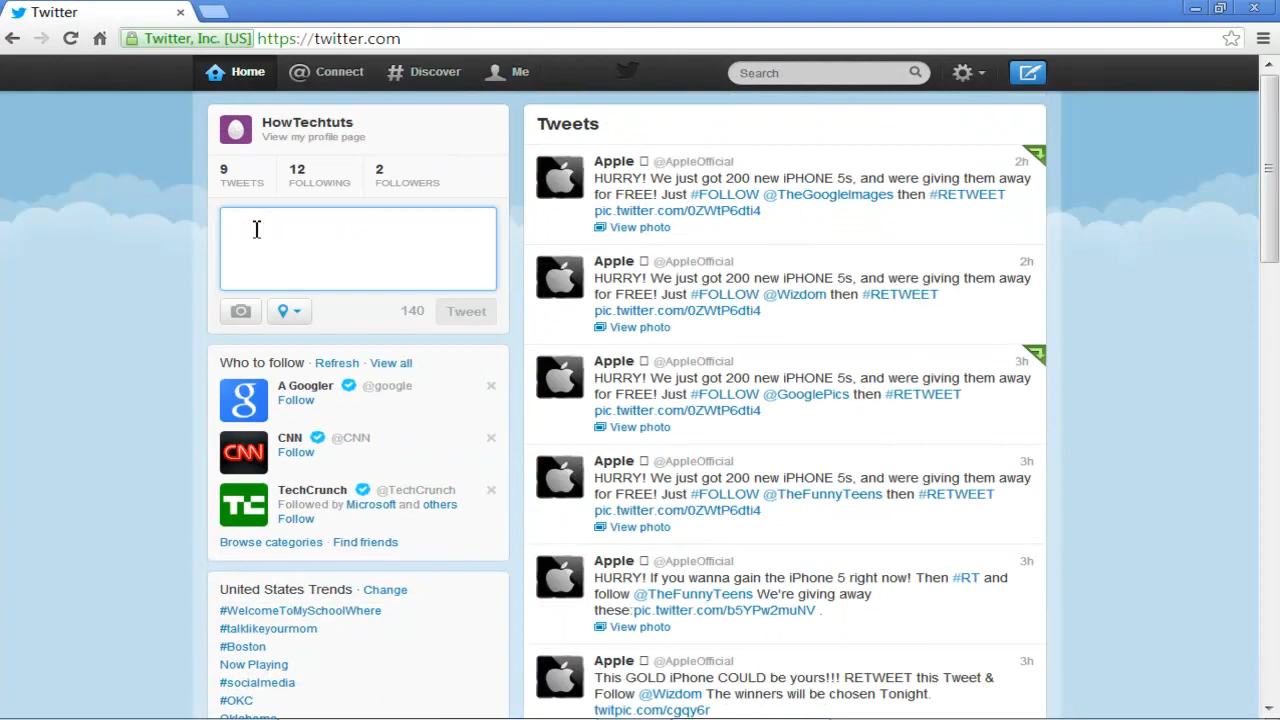 Twitter
Twitter, Inc. [US] https://twitter.com
Home Connect Discover Me Search
HowTechtuts
View my profile page
9 12 2
TWEETS FOLLOWING FOLLOWERS
140 Tweet
Who to follow · Refresh · View all
A Googler @google
Follow
CNN @CNN
Follow
TechCrunch @TechCrunch
Followed by Microsoft and others
Follow
Browse categories · Find friends
United States Trends · Change
#WelcomeToMySchoolWhere
#talklikeyourmom
#Boston
Now Playing
#socialmedia
#OKC
Oklahoma
Tweets
Apple @AppleOfficial 2h
HURRY! We just got 200 new iPHONE 5s, and were giving them away
for FREE! Just #FOLLOW @TheGoogleImages then #RETWEET
pic.twitter.com/0ZWtP6dti4
View photo
Apple @AppleOfficial 2h
HURRY! We just got 200 new iPHONE 5s, and were giving them away
for FREE! Just #FOLLOW @Wizdom then #RETWEET
pic.twitter.com/0ZWtP6dti4
View photo
Apple @AppleOfficial 3h
HURRY! We just got 200 new iPHONE 5s, and were giving them away
for FREE! Just #FOLLOW @GooglePics then #RETWEET
pic.twitter.com/0ZWtP6dti4
View photo
Apple @AppleOfficial 3h
HURRY! We just got 200 new iPHONE 5s, and were giving them away
for FREE! Just #FOLLOW @TheFunnyTeens then #RETWEET
pic.twitter.com/0ZWtP6dti4
View photo
Apple @AppleOfficial 3h
HURRY! If you wanna gain the iPhone 5 right now! Then #RT and
follow @TheFunnyTeens We're giving away
these:pic.twitter.com/b5YPw2muNV .
View photo
Apple @AppleOfficial 3h
This GOLD iPhone COULD be yours!!! RETWEET this Tweet &
Follow @Wizdom The winners will be chosen Tonight.
twitpic.com/cgqy6r